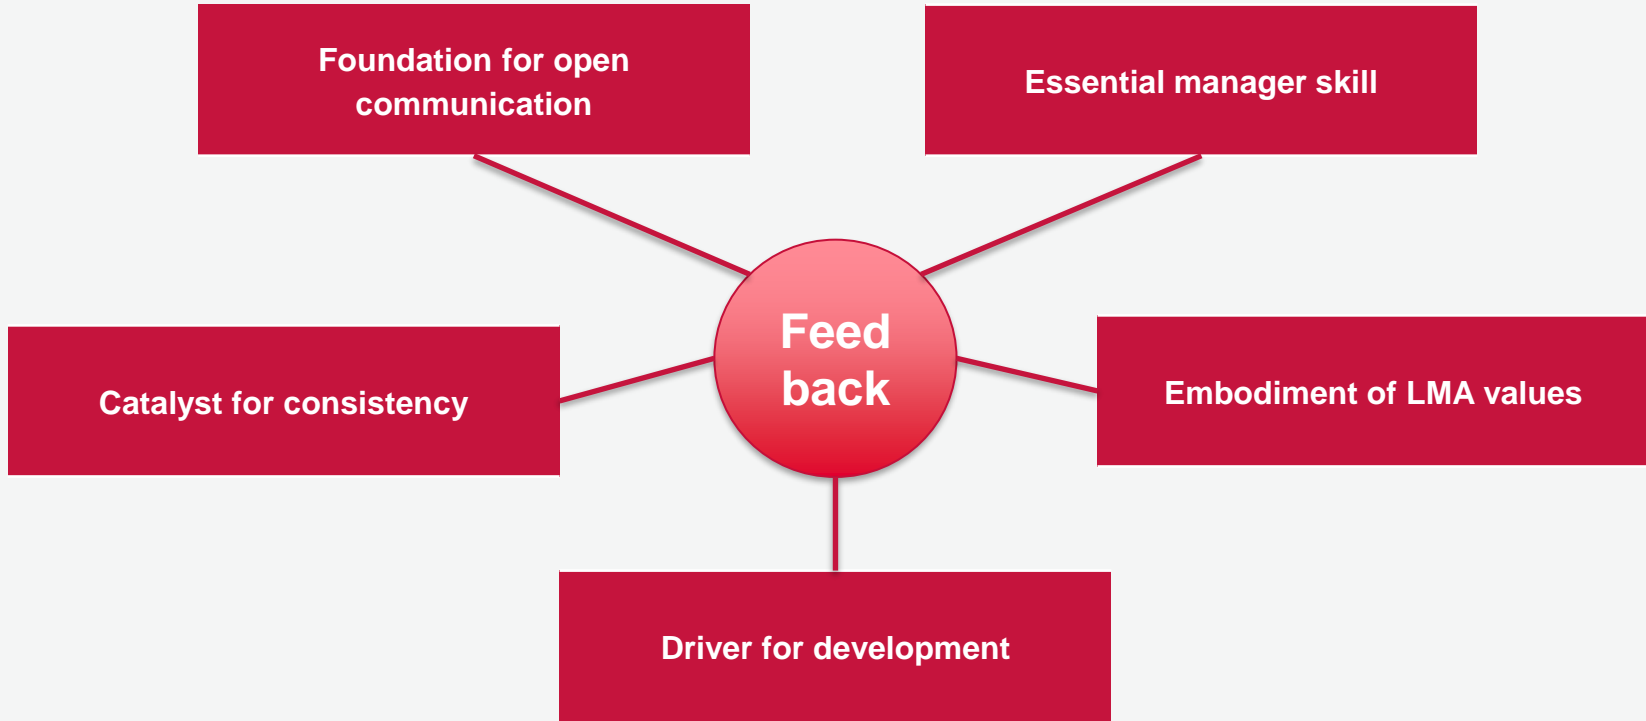 Foundation for open
communication
Essential manager skill
Feed
back
Catalyst for consistency
Embodiment of LMA values
Driver for development